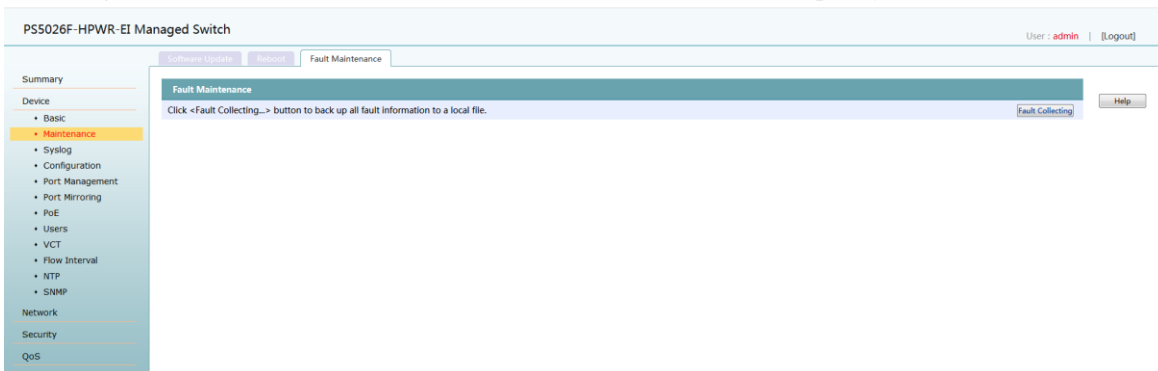 PS5026F-HPWR-EI Managed Switch
User : admin | [Logout]
Software Update Reboot Fault Maintenance
Summary
Device
• Basic
• Maintenance
• Syslog
• Configuration
• Port Management
• Port Mirroring
• PoE
• Users
• VCT
• Flow Interval
• NTP
• SNMP
Network
Security
QoS
Fault Maintenance
Click <Fault Collecting...> button to back up all fault information to a local file.
Fault Collecting
Help